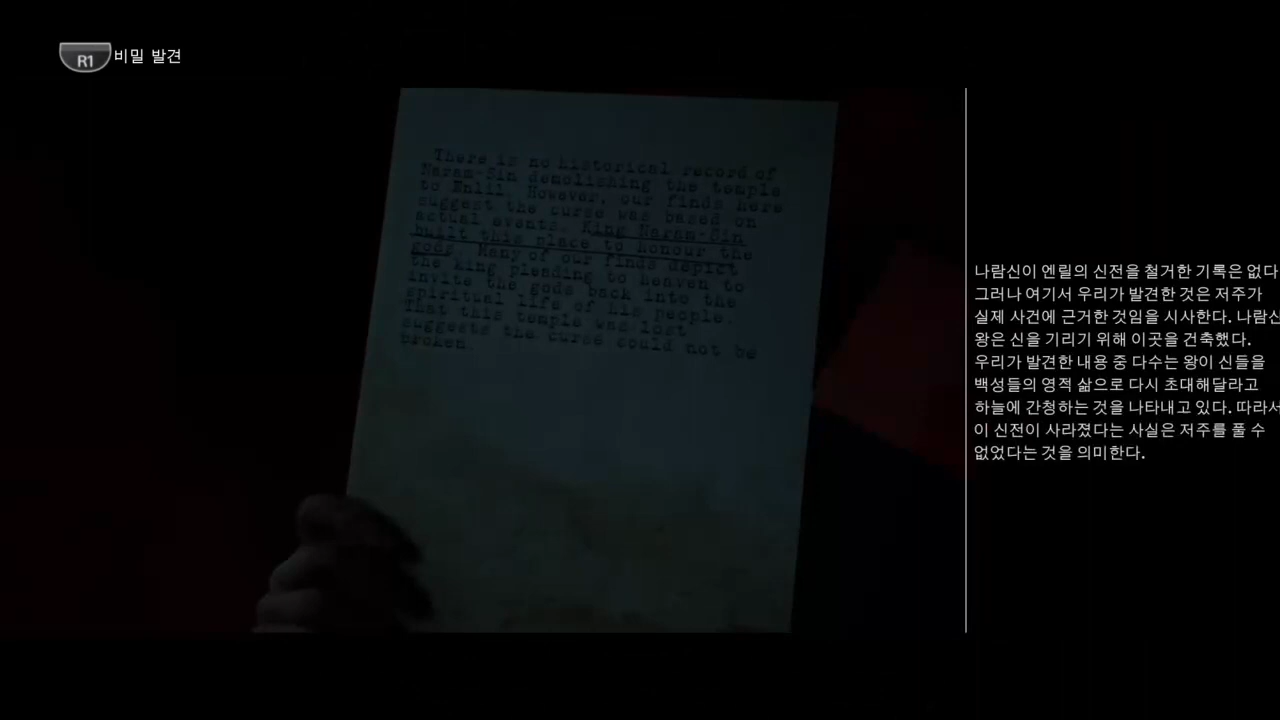 R1 비밀 발견
There is no historical record of
Naram-Sin demolishing the temple
to Enlil. However, our finds here
suggest the curse was based on
actual events. King Naram-Sin
built this place to honour the
gods. Many of our finds depict
the king pleading to heaven to
invite the gods back into the
spiritual life of his people.
That this temple was lost
suggests the curse could not be
broken
나람신이 엔릴의 신전을 철거한 기록은 없다
그러나 여기서 우리가 발견한 것은 저주가
실제 사건에 근거한 것임을 시사한다. 나람신
왕은 신을 기리기 위해 이곳을 건축했다.
우리가 발견한 내용 중 다수는 왕이 신들을
백성들의 영적 삶으로 다시 초대해달라고
하늘에 간청하는 것을 나타내고 있다. 따라서
이 신전이 사라졌다는 사실은 저주를 풀 수
없었다는 것을 의미한다.